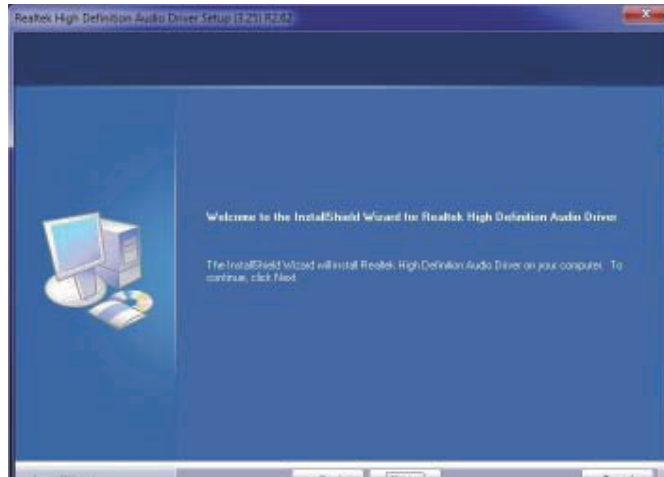 Realtek High Definition Audio Driver Setup (3.25) R2.62
Welcome to the InstallShield Wizard for Realtek High Definition Audio Driver
The InstallShield Wizard will install Realtek High Definition Audio Driver on your computer. To
continue, click Next